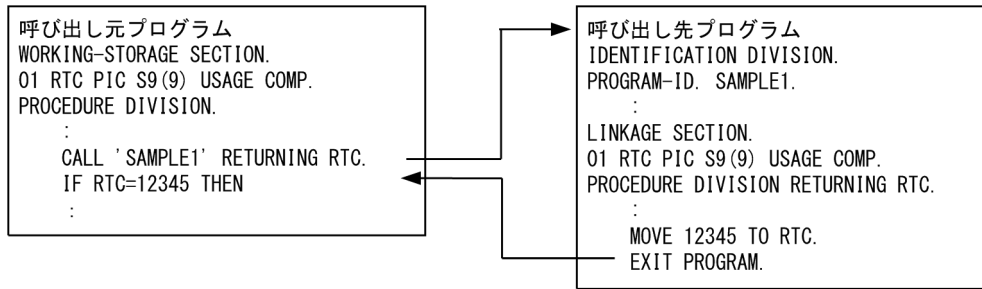 呼び出し元プログラム
WORKING-STORAGE SECTION.
01 RTC PIC S9(9) USAGE COMP.
PROCEDURE DIVISION.
:
CALL 'SAMPLE1' RETURNING RTC.
IF RTC=12345 THEN
:
呼び出し先プログラム
IDENTIFICATION DIVISION.
PROGRAM-ID. SAMPLE1.
:
LINKAGE SECTION.
01 RTC PIC S9(9) USAGE COMP.
PROCEDURE DIVISION RETURNING RTC.
:
MOVE 12345 TO RTC.
EXIT PROGRAM.